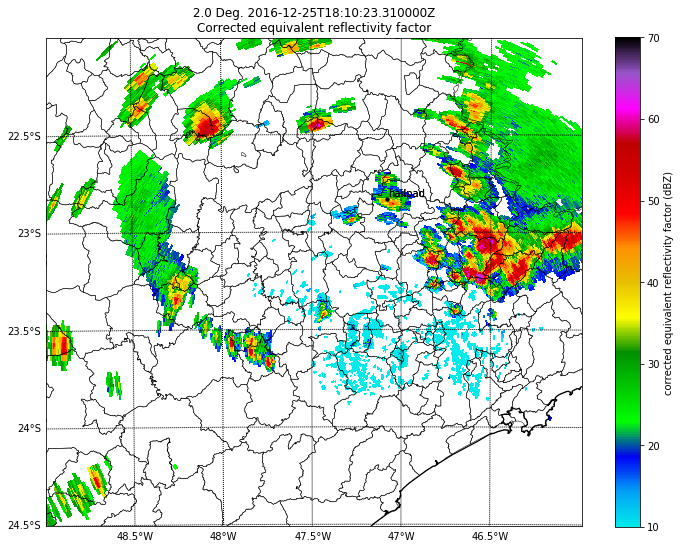 2.0 Deg. 2016-12-25T18:10:23.310000Z
Corrected equivalent reflectivity factor
22.5°S
23°S
23.5°S
24°S
24.5°S
48.5°W
48°W
47.5°W
47°W
46.5°W
hailpad
70
60
50
40
30
20
10
corrected equivalent reflectivity factor (dBZ)